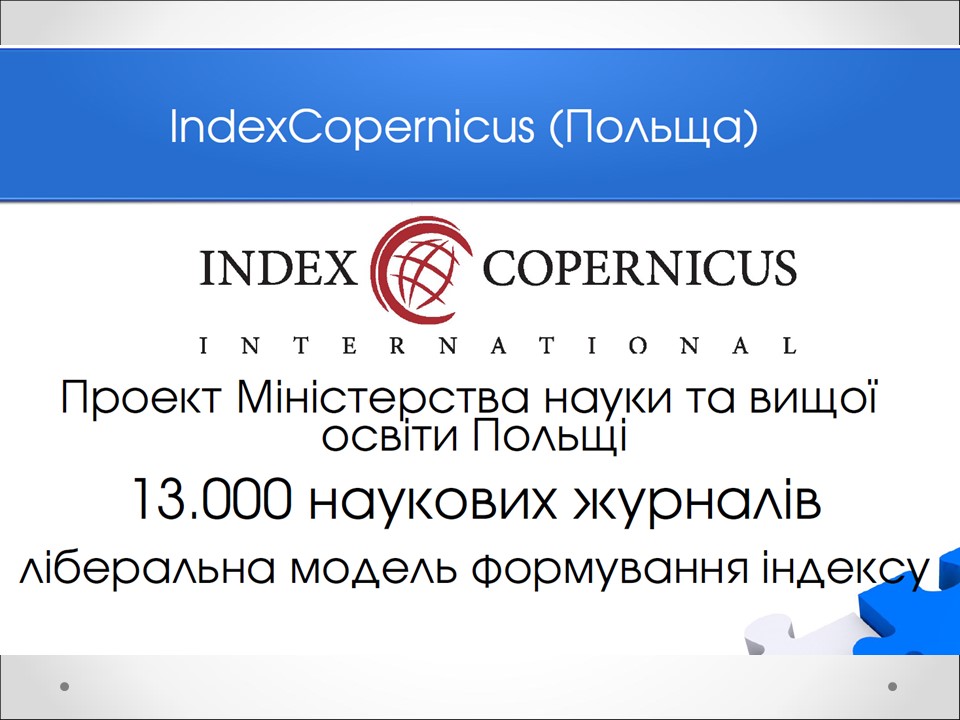 IndexCopernicus (Польща)
INDEX COPERNICUS
INTERNATIONAL
Проект Міністерства науки та вищої
освіти Польщі
13.000 наукових журналів
ліберальна модель формування індексу